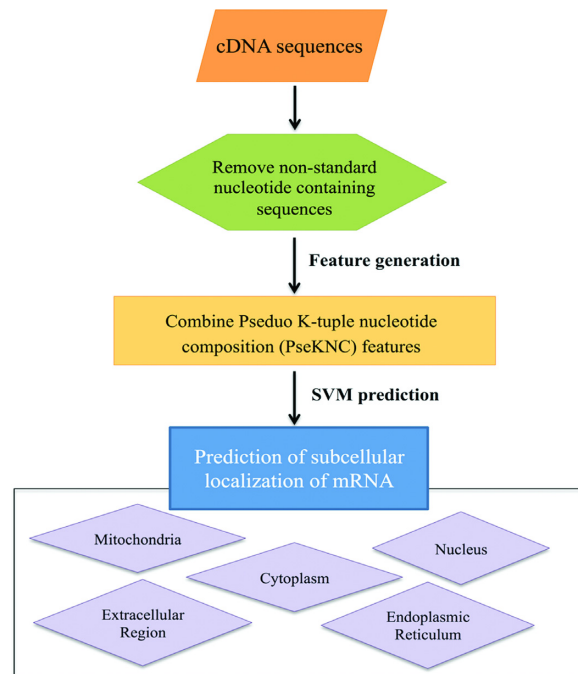 cDNA sequences
Remove non-standard
nucleotide containing
sequences
Feature generation
Combine Pseduo K-tuple nucleotide
composition (PseKNC) features
SVM prediction
Prediction of subcellular
localization of mRNA
Mitochondria
Nucleus
Cytoplasm
Extracellular
Region
Endoplasmic
Reticulum